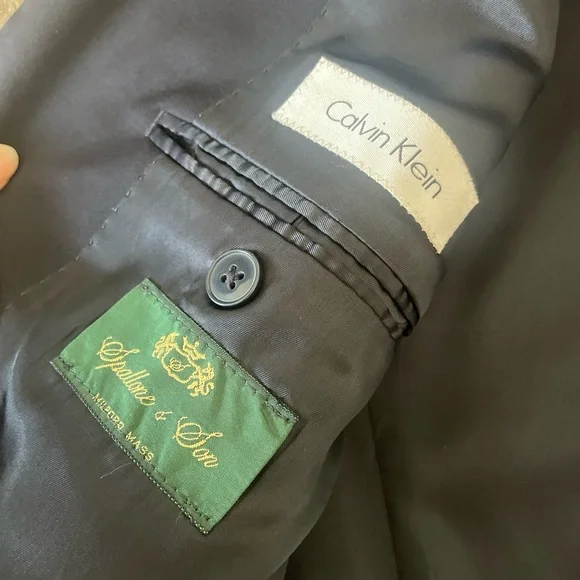 Calvin Klein
S
Spallone & Son
MILFORD MASS